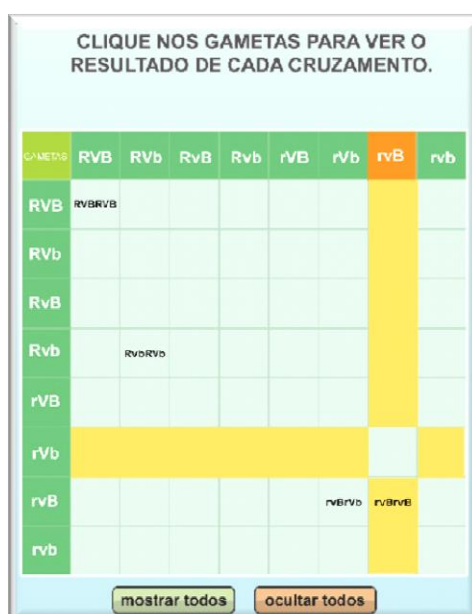 CLIQUE NOS GAMETAS PARA VER O
RESULTADO DE CADA CRUZAMENTO.
GAMETAS RVB RVb RvB Rvb rVB rVb rvB rvb
RVB RVBRVB
RVb
RvB
Rvb RvbRVb
rVB
rVb
rvB rvBrVb rvBrvB
rvb
mostrar todos ocultar todos